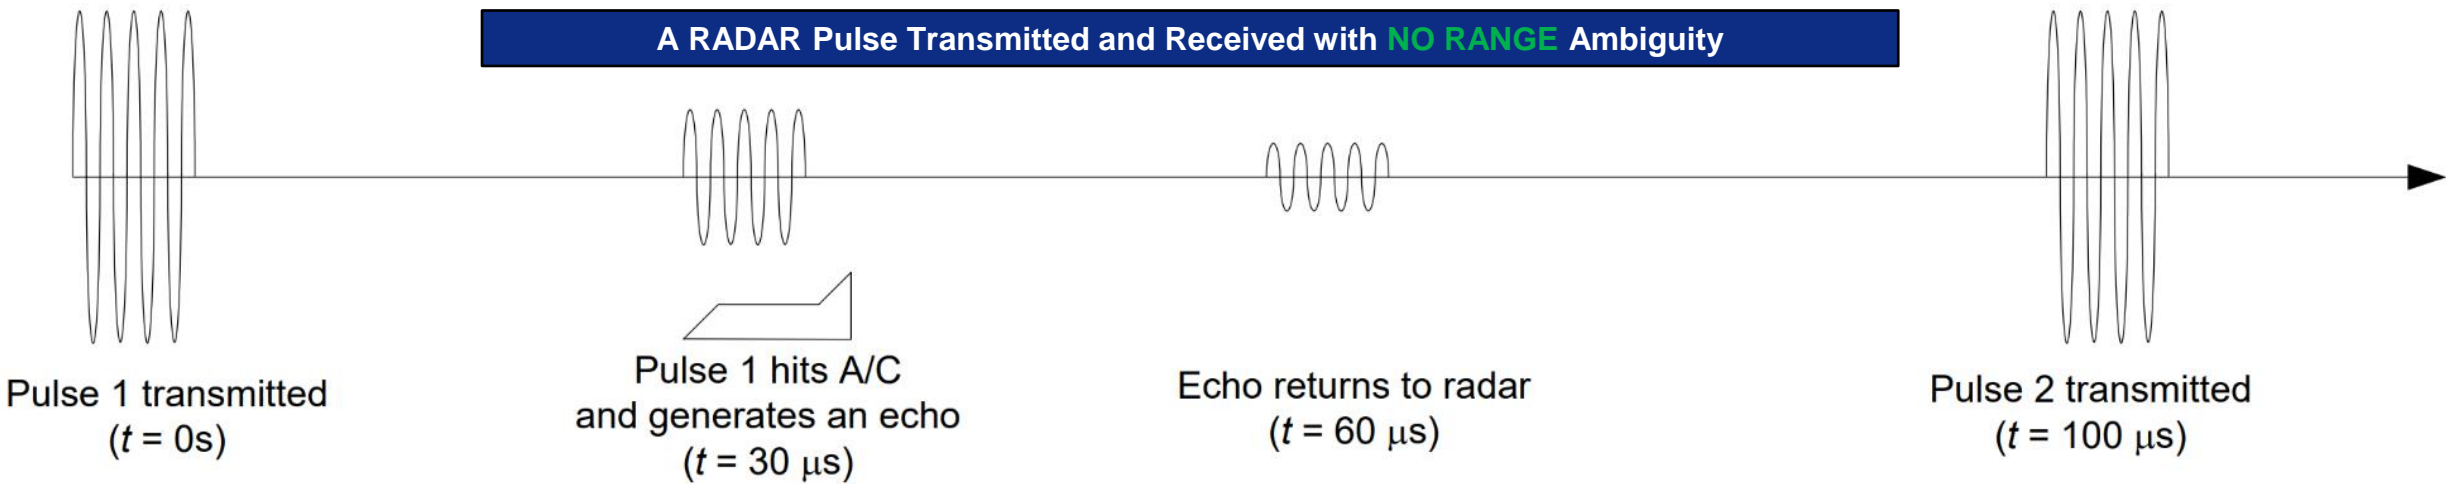 A RADAR Pulse Transmitted and Received with NO RANGE Ambiguity
Pulse 1 transmitted
(t = 0s)
Pulse 1 hits A/C
and generates an echo
(t = 30 μs)
Echo returns to radar
(t = 60 μs)
Pulse 2 transmitted
(t = 100 μs)